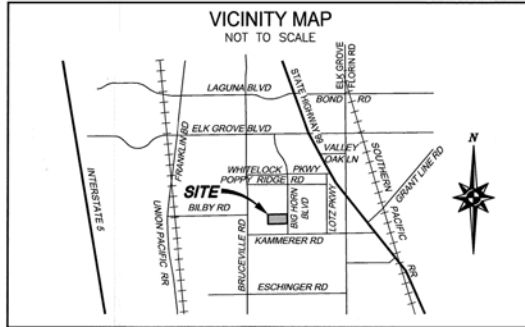 VICINITY MAP
NOT TO SCALE
LAGUNA BLVD
STATE HIGHWAY 99
ELK GROVE
FLORIN RD
BOND RD
FRANKLIN BD
ELK GROVE BLVD
VALLEY
OAK LN
SOUTHERN
PACIFIC
RR
GRANT LINE RD
N
WHITELOCK PKWY
POPPY RIDGE RD
SITE
INTERSTATE 5
UNION PACIFIC RR
BILBY RD
BRUCEVILLE RD
BIG HORN
BLVD
LOTZ PKWY
KAMMERER RD
ESCHINGER RD